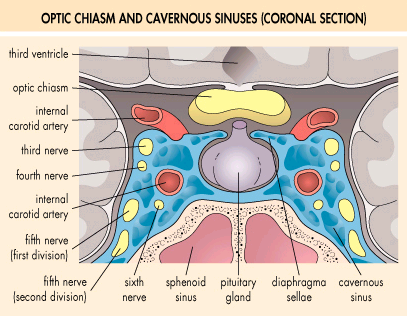 OPTIC CHIASM AND CAVERNOUS SINUSES (CORONAL SECTION)
third ventricle
optic chiasm
internal
carotid artery
third nerve
fourth nerve
internal
carotid artery
fifth nerve
(first division)
fifth nerve
(second division)
sixth
nerve
sphenoid
sinus
pituitary
gland
diaphragma
sellae
cavernous
sinus